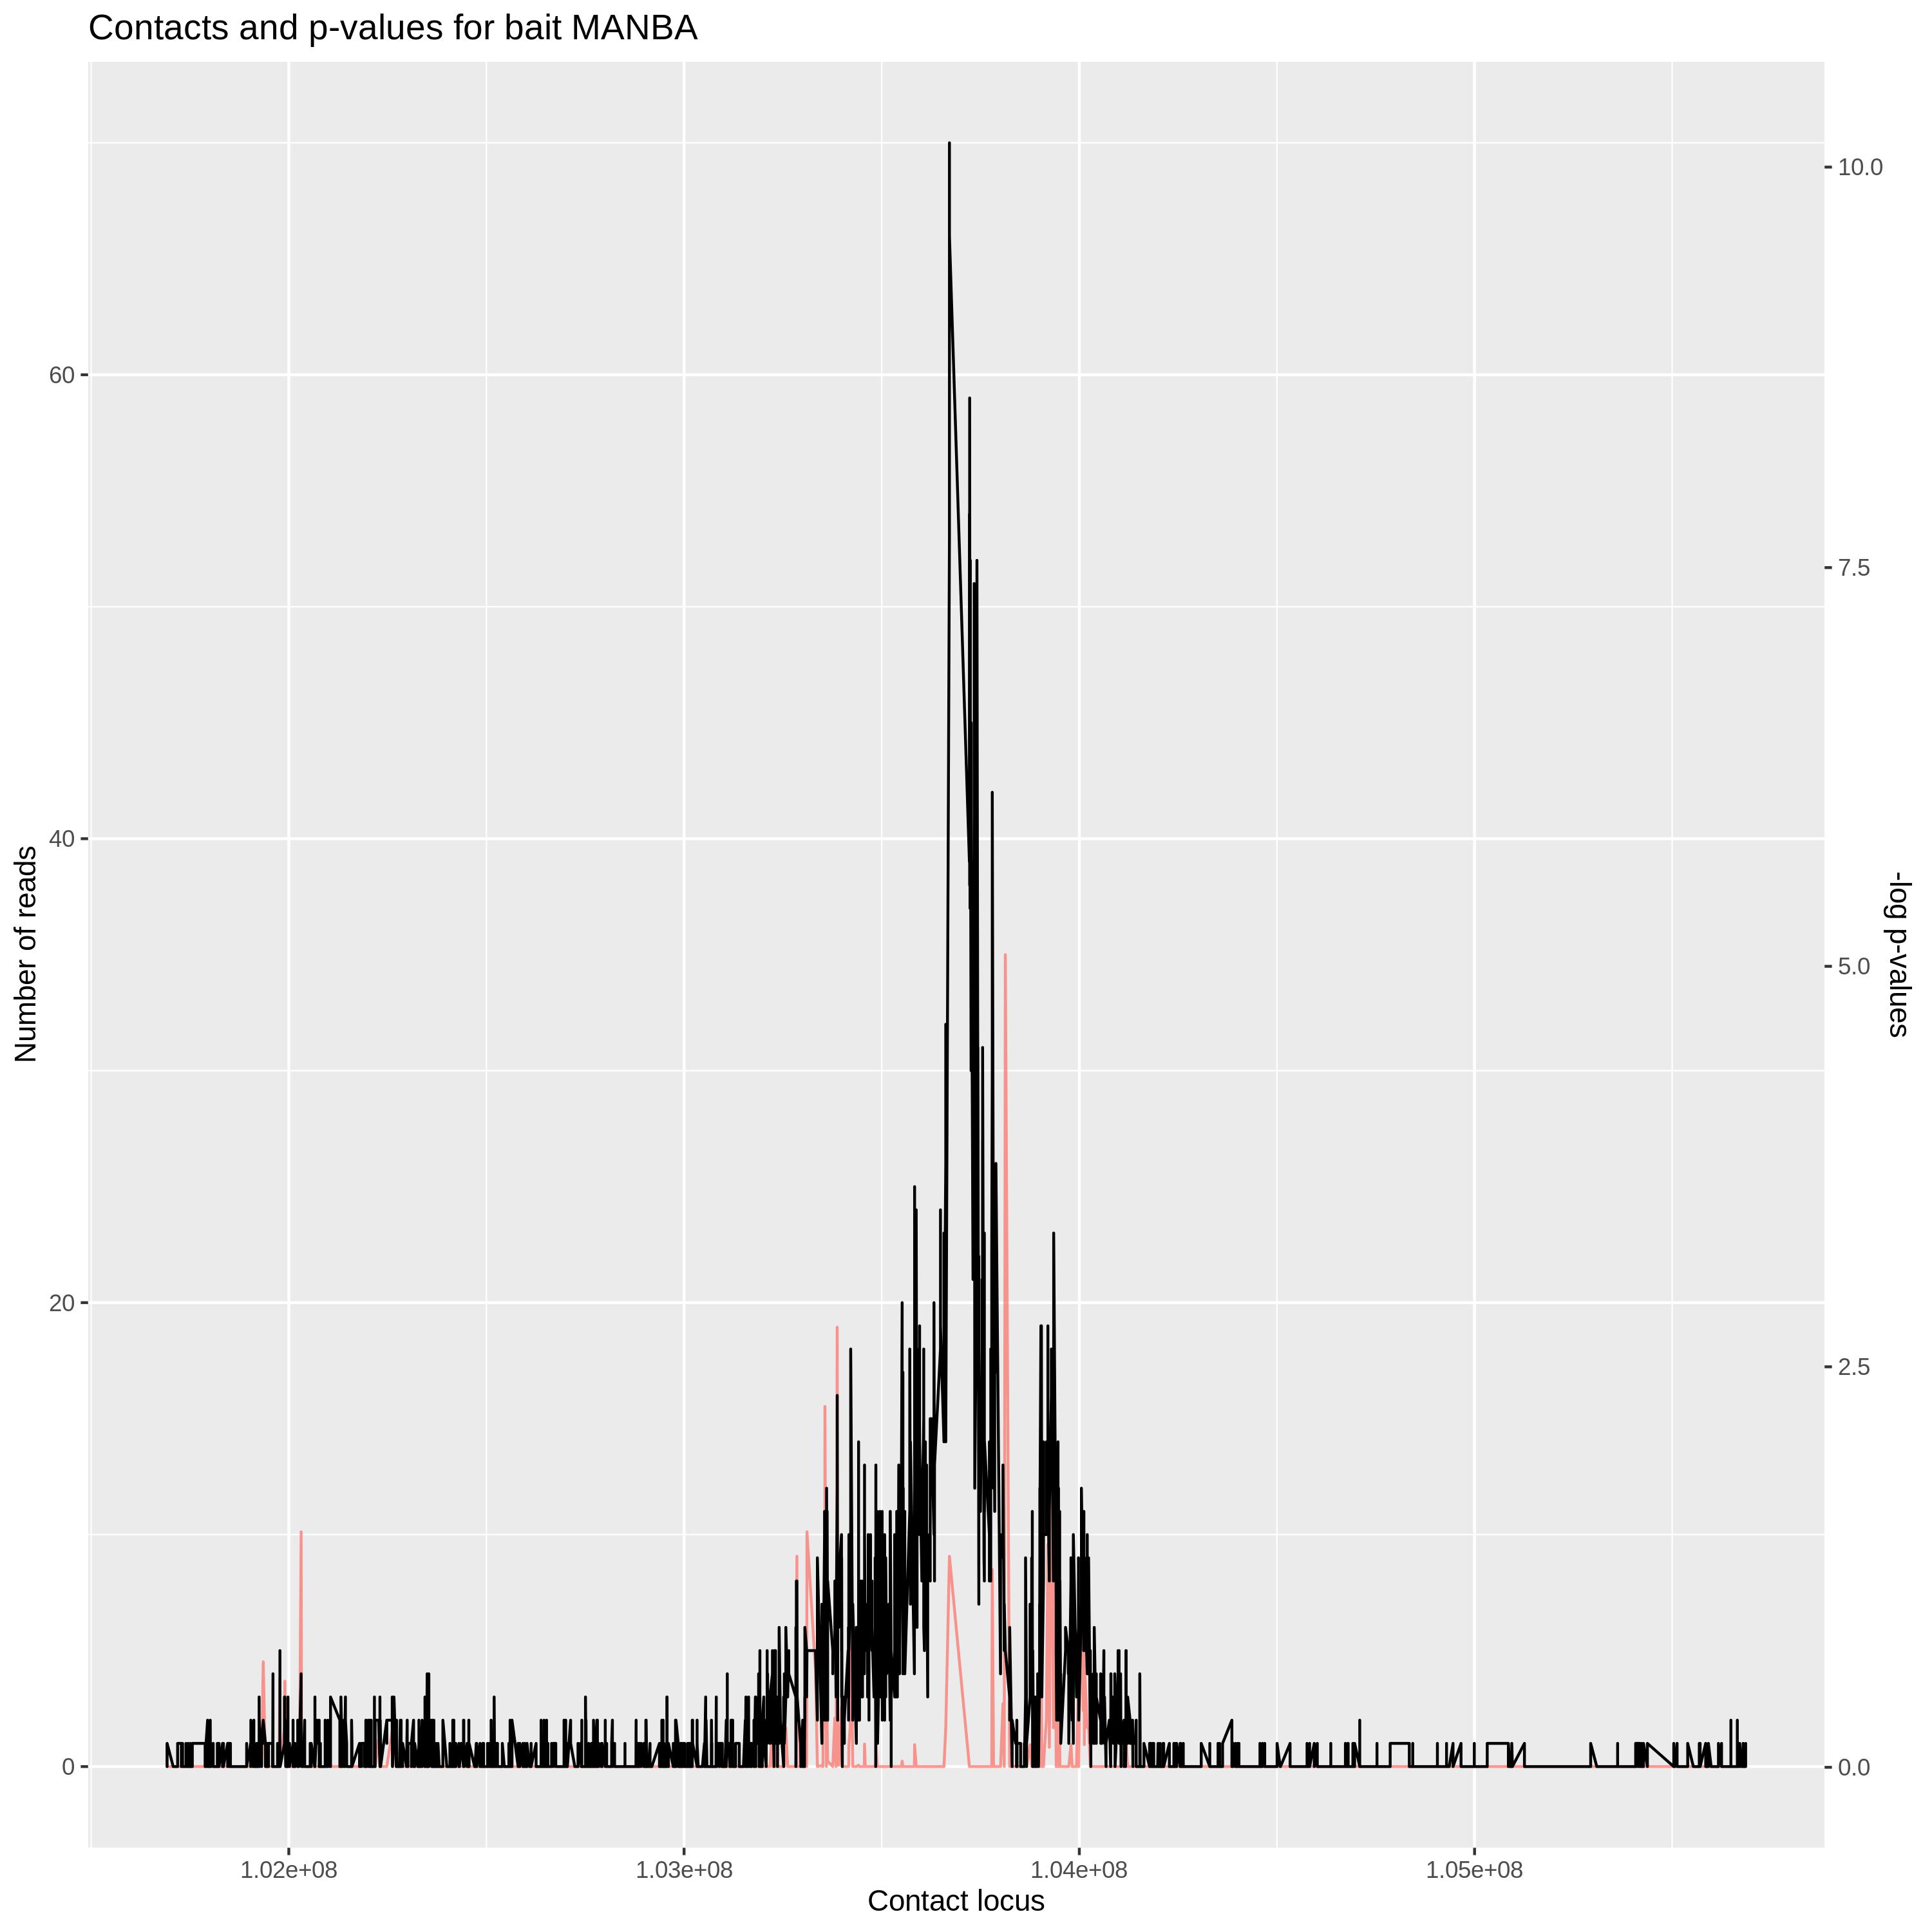 Contacts and p-values for bait MANBA
10.0
60
7.5
40
5.0
Number of reads
-log p-values
20
2.5
0
0.0
1.02e+08 1.03e+08 1.04e+08 1.05e+08
Contact locus